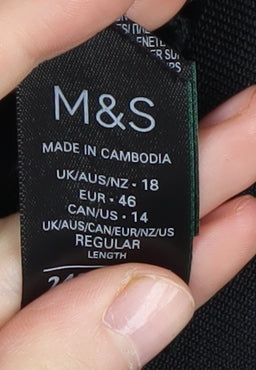 M&S
MADE IN CAMBODIA
UK/AUS/NZ • 18
EUR • 46
CAN/US • 14
UK/AUS/CAN/EUR/NZ/US
REGULAR
LENGTH